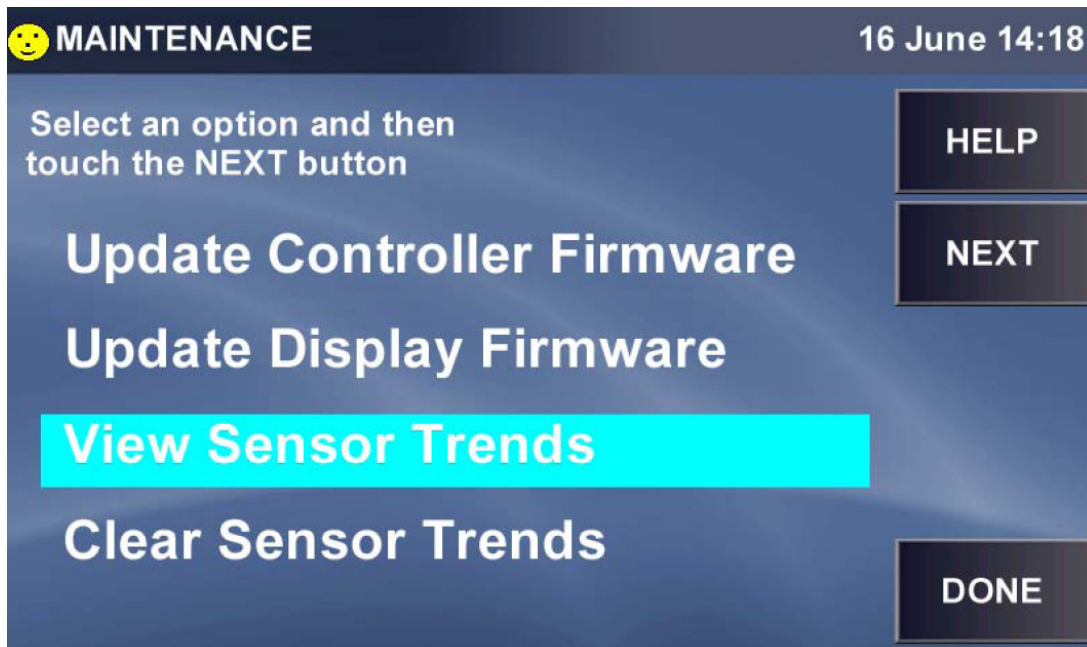 MAINTENANCE
16 June 14:18
Select an option and then
touch the NEXT button
HELP
NEXT
Update Controller Firmware
Update Display Firmware
View Sensor Trends
Clear Sensor Trends
DONE